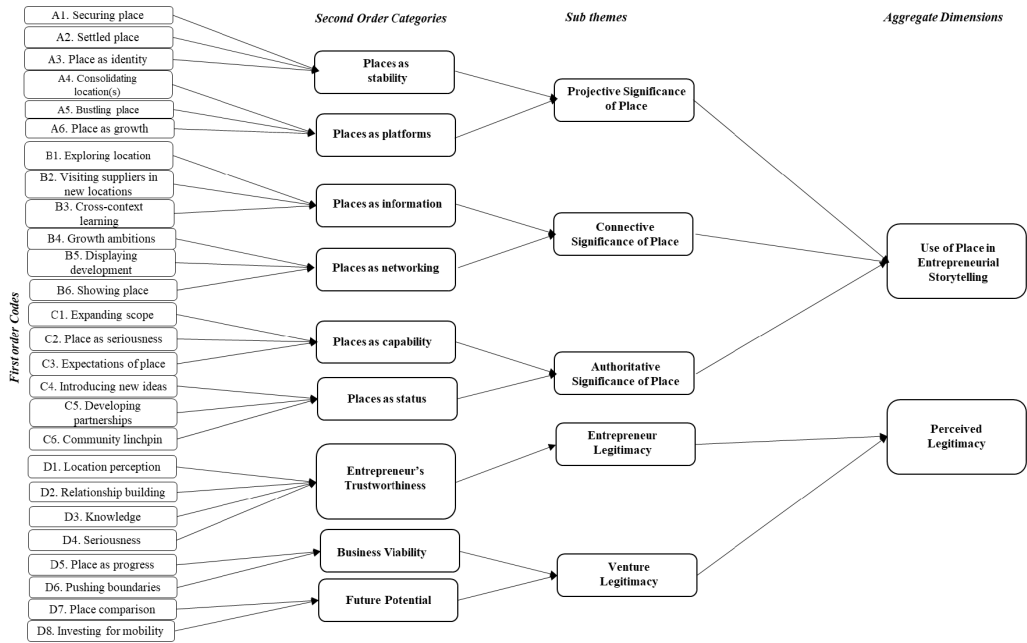 Second Order Categories
Sub themes
Aggregate Dimensions
First order Codes
A1. Securing place
A2. Settled place
A3. Place as identity
A4. Consolidating
location(s)
A5. Bustling place
A6. Place as growth
B1. Exploring location
B2. Visiting suppliers in
new locations
B3. Cross-context
learning
B4. Growth ambitions
B5. Displaying
development
B6. Showing place
C1. Expanding scope
C2. Place as seriousness
C3. Expectations of place
C4. Introducing new ideas
C5. Developing
partnerships
C6. Community linchpin
D1. Location perception
D2. Relationship building
D3. Knowledge
D4. Seriousness
D5. Place as progress
D6. Pushing boundaries
D7. Place comparison
D8. Investing for mobility
Places as
stability
Places as platforms
Places as information
Places as networking
Places as capability
Places as status
Entrepreneur's
Trustworthiness
Business Viability
Future Potential
Projective Significance
of Place
Connective
Significance of Place
Authoritative
Significance of Place
Entrepreneur
Legitimacy
Venture
Legitimacy
Use of Place in
Entrepreneurial
Storytelling
Perceived
Legitimacy